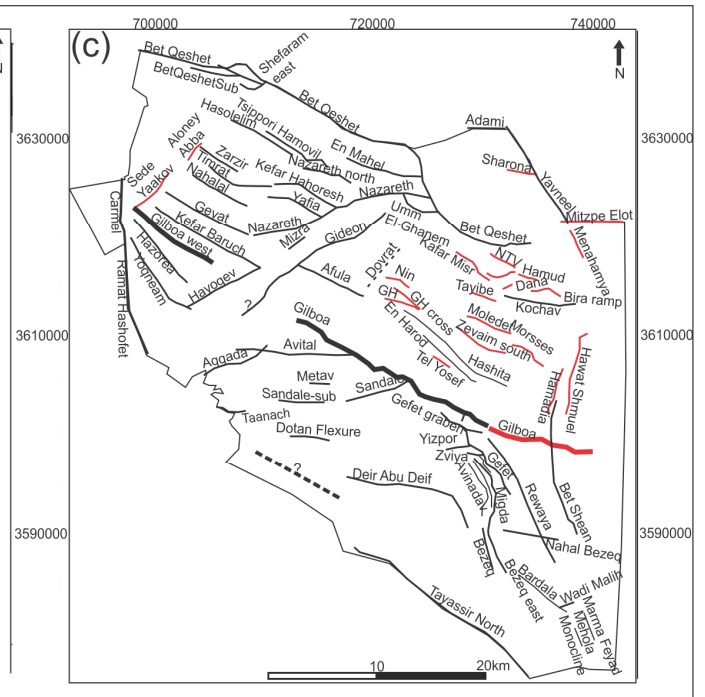 (c)
700000
720000
740000
N
N
3630000
3630000
3610000
3610000
3590000
3590000
Bet Qeshet
BetQeshetSub
Shefaram
east
Bet Qeshet
Adami
Hasolelim
Tsippori Hamovil
En Mahel
Aloney
Abba
Zarzir
Timrat
Nahalal
Nazareth north
Kefar Hahoresh
Sharona
Yavneel
Sede
Yaakov
Yafia
Nazareth
Gevat
Nazareth
Mizra
Gideon
Umm
El-Ghanem
Bet Qeshet
Mitzpe Elot
Menahamya
Carmel
Kefar Baruch
Gilboa west
Hazorea
Yoqneam
Hayogev
?
Afula
Dovrat
Kafar Misr
NTV
Hamud
Dana
Tayibe
Bira ramp
Kochav
Nin
GH
GH cross
En Harod
Molede
Morsses
Zevaim south
Hashita
Tel Yosef
Ramat Hashofet
Gilboa
Avital
Aqqada
Metav
Sandala
Sandale-sub
Taanach
Dotan Flexure
Gefet graben
Gilboa
Hamadia
Hawat Shmuel
Yizpor
Zviya
Gefet
Avinadav
Migda
Rewaya
Bet Shean
?
Deir Abu Deif
Nahal Bezeq
Bezeq
Bezeq east
Bardala
Wadi Malih
Tayassir North
Marma Feyad
Mehola
Monocline
10
20km